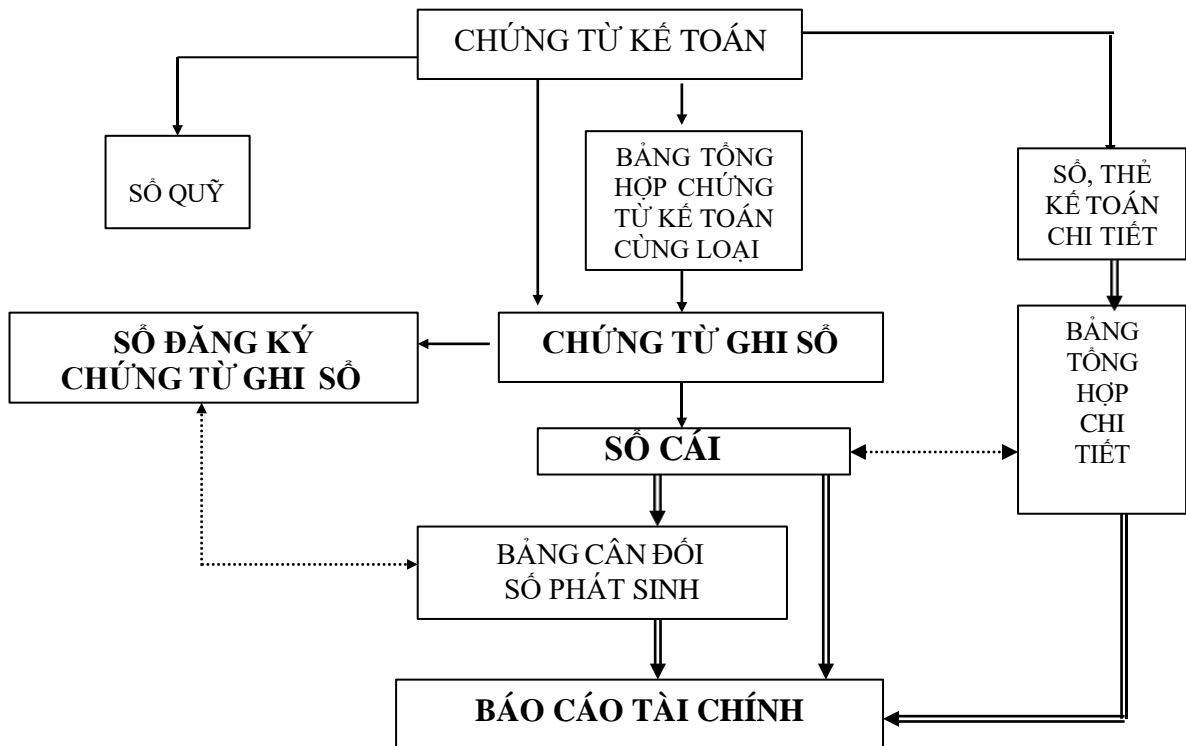 CHỨNG TỪ KẾ TOÁN
SỔ QUỸ
BẢNG TỔNG
HỢP CHỨNG
TỪ KẾ TOÁN
CÙNG LOẠI
SỔ, THẺ
KẾ TOÁN
CHI TIẾT
SỔ ĐĂNG KÝ
CHỨNG TỪ GHI SỔ
CHỨNG TỪ GHI SỔ
BẢNG
TỔNG
HỢP
CHI
TIẾT
SỔ CÁI
BẢNG CÂN ĐỐI
SỐ PHÁT SINH
BÁO CÁO TÀI CHÍNH